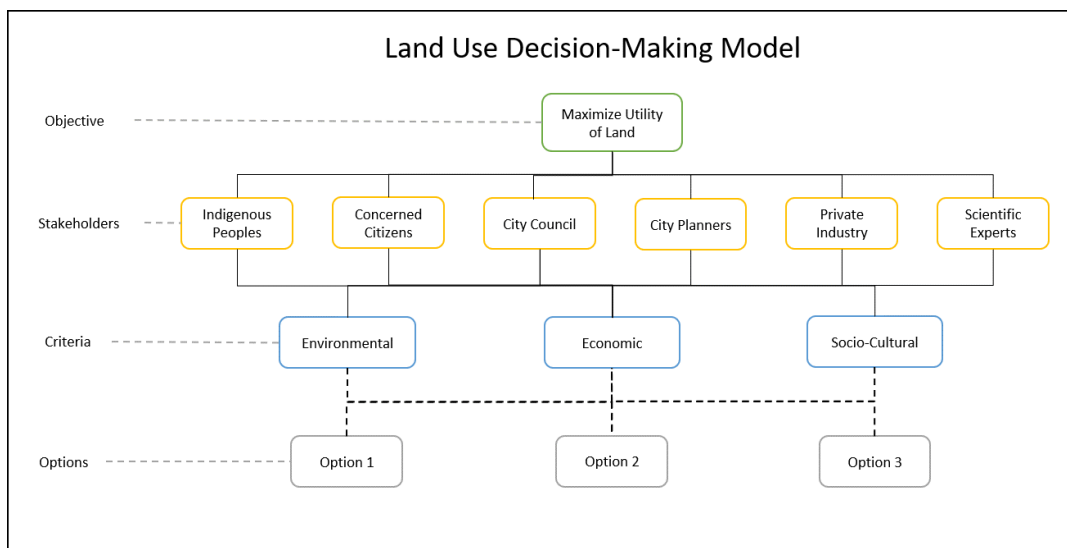 Land Use Decision-Making Model
Objective
Maximize Utility
of Land
Stakeholders
Indigenous
Peoples
Concerned
Citizens
City Council
City Planners
Private
Industry
Scientific
Experts
Criteria
Environmental
Economic
Socio-Cultural
Options
Option 1
Option 2
Option 3